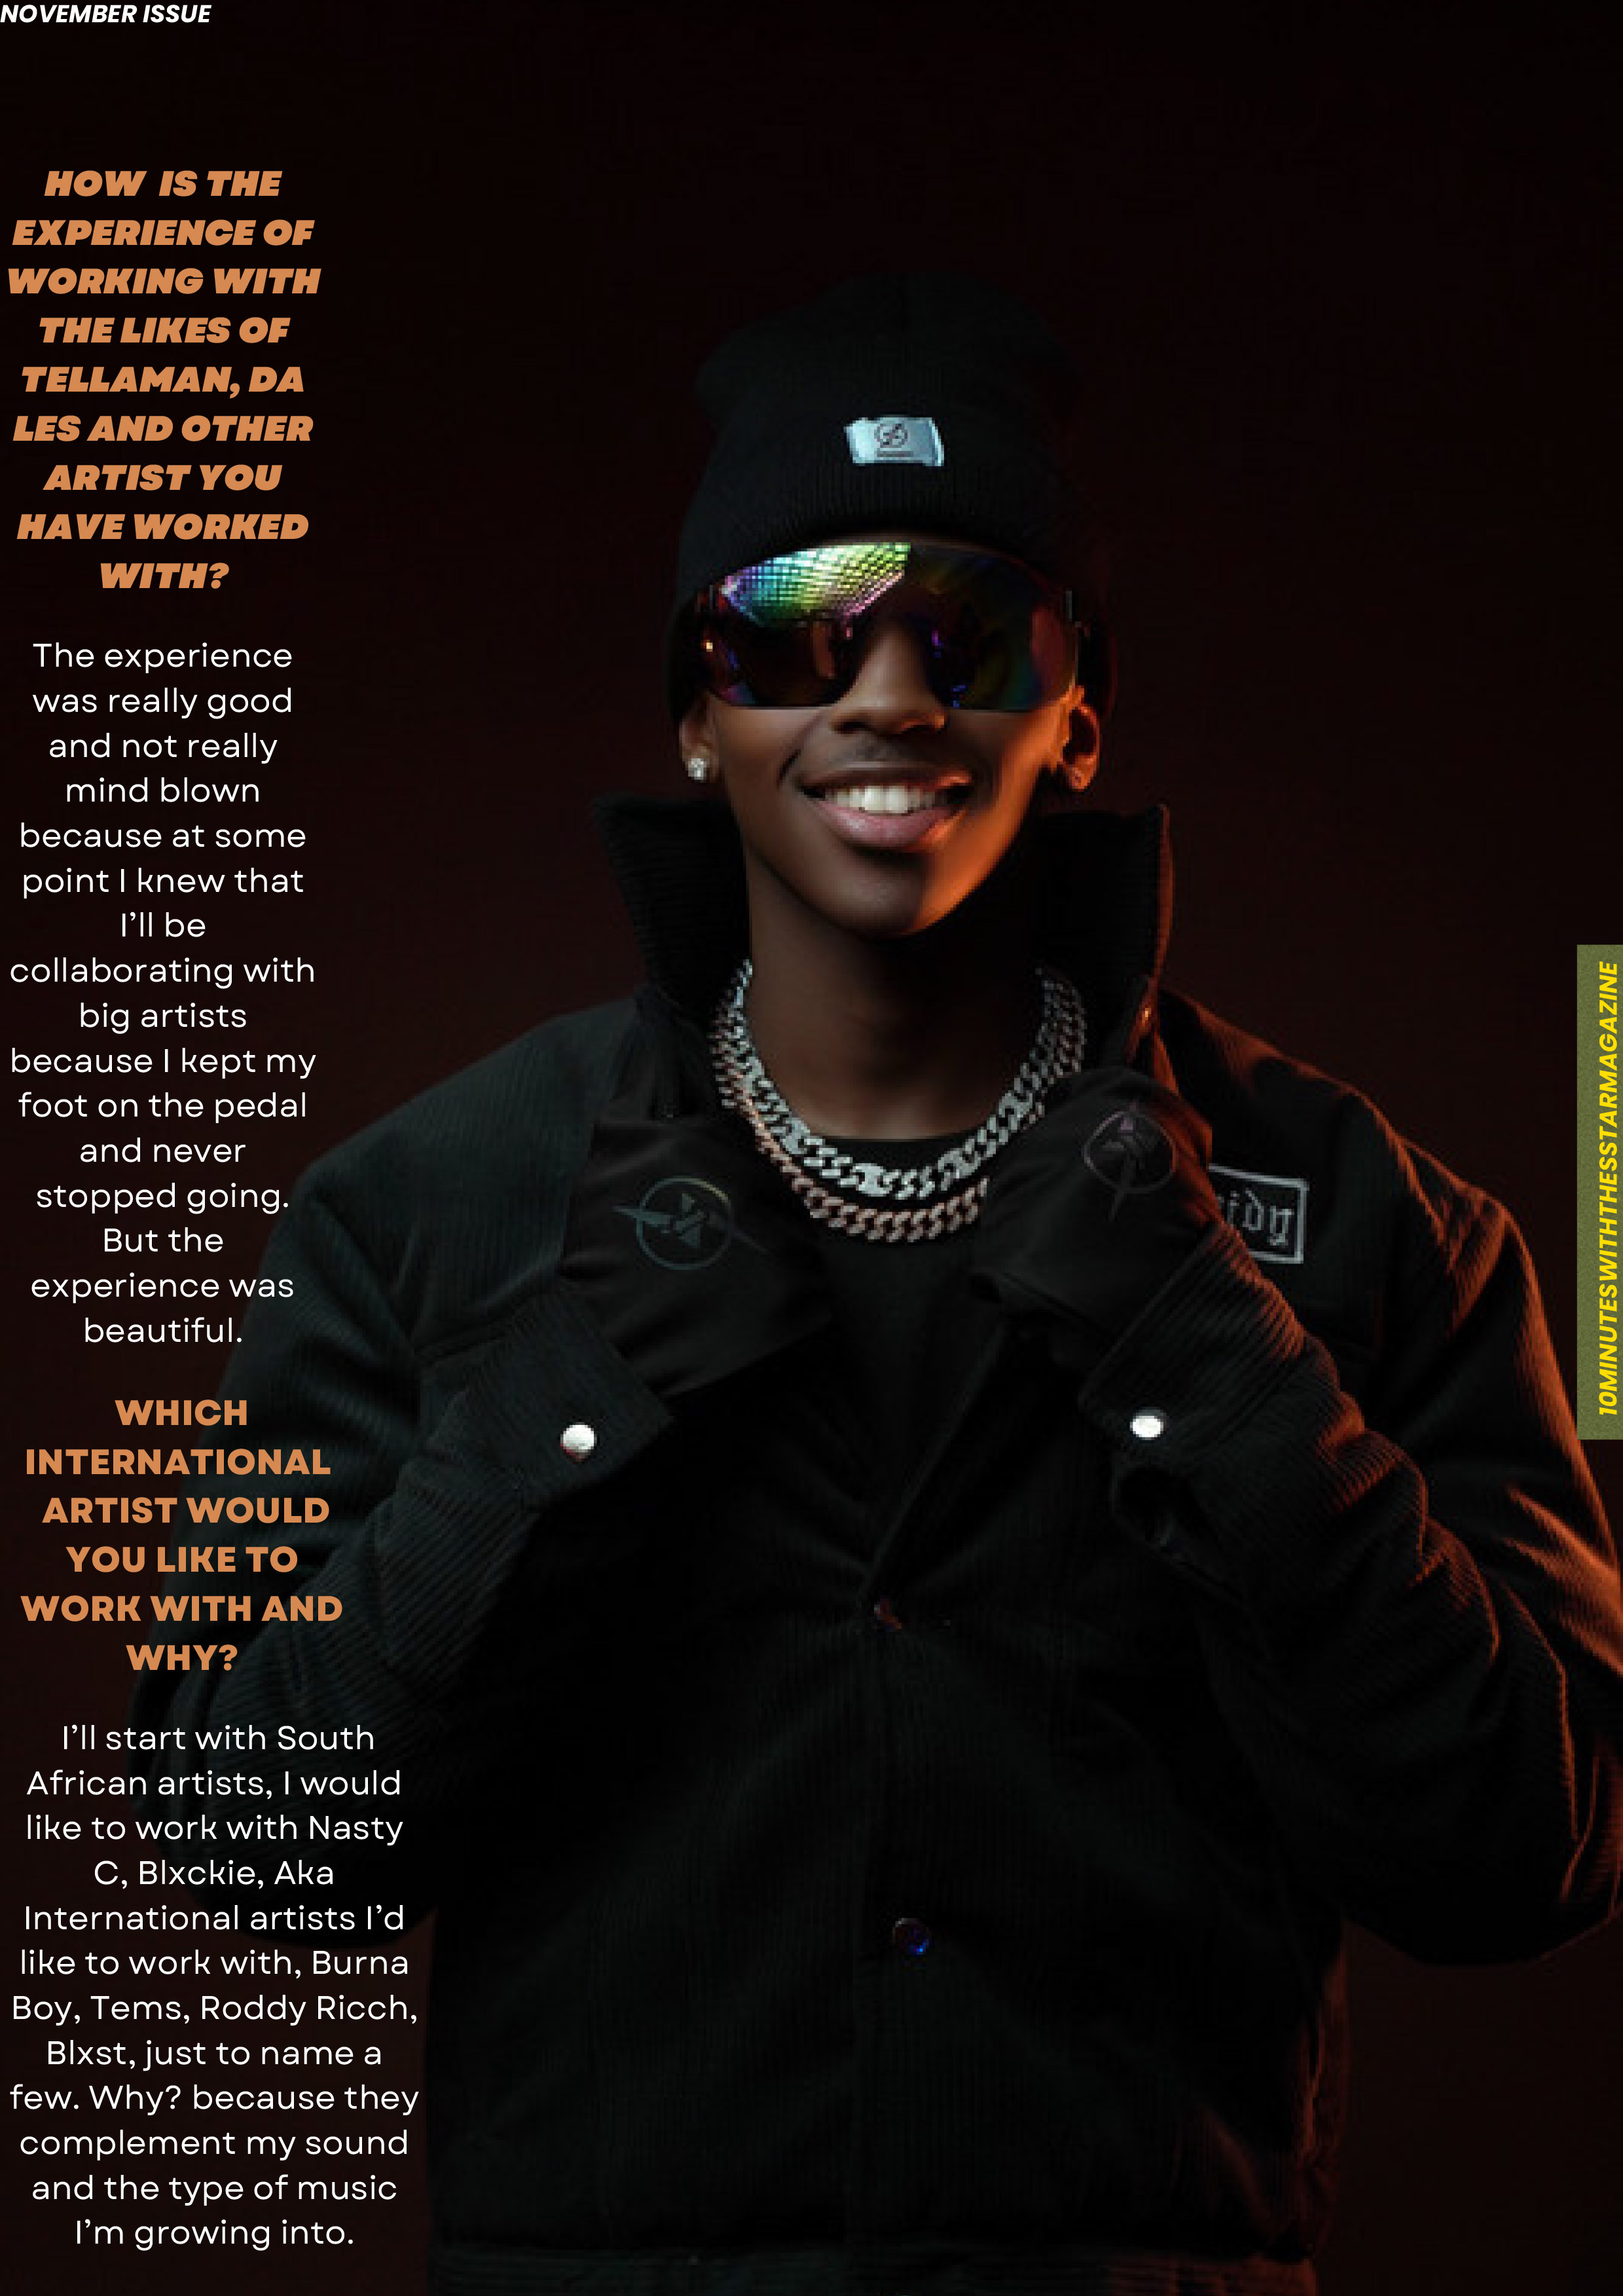 NOVEMBER ISSUE
HOW IS THE
EXPERIENCE OF
WORKING WITH
THE LIKES OF
TELLAMAN, DA
LES AND OTHER
ARTIST YOU
HAVE WORKED
WITH?
The experience
was really good
and not really
mind blown
because at some
point I knew that
I'll be
collaborating with
big artists
because I kept my
foot on the pedal
and never
stopped going.
But the
experience was
beautiful.
WHICH
INTERNATIONAL
ARTIST WOULD
YOU LIKE TO
WORK WITH AND
WHY?
I'll start with South
African artists, I would
like to work with Nasty
C, Blxckie, Aka
International artists I'd
like to work with, Burna
Boy, Tems, Roddy Ricch,
Blxst, just to name a
few. Why? because they
complement my sound
and the type of music
I'm growing into.
10MINUTESWITHTHESSTARMAGAZINE